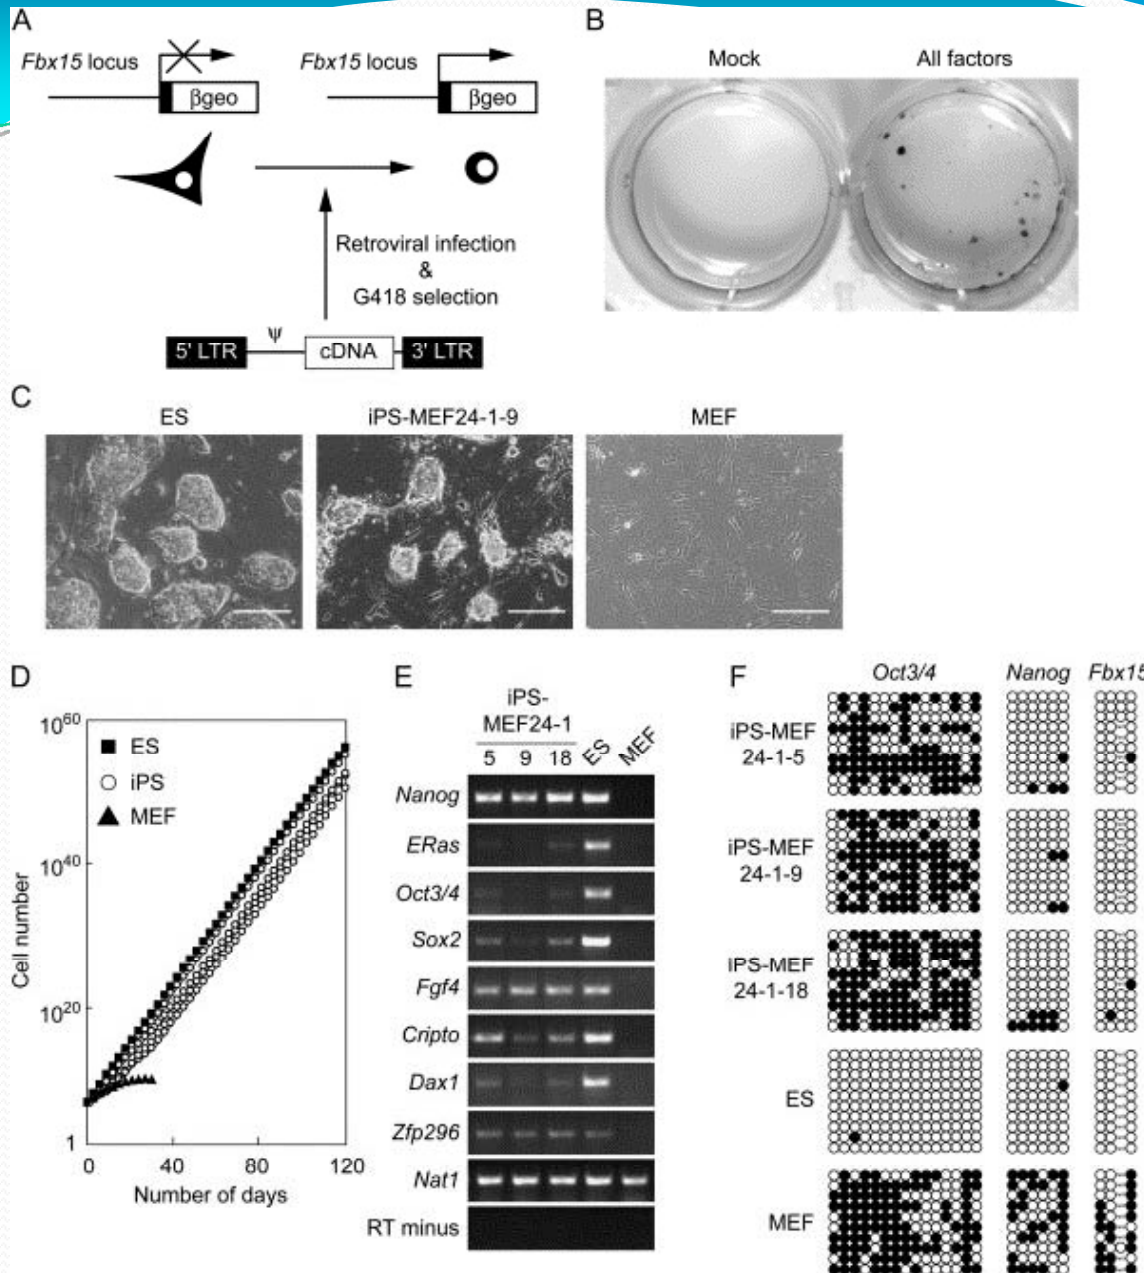 A
Fbx15 locus
βgeo
Fbx15 locus
βgeo
Retroviral infection
&
G418 selection
5' LTR
ψ
cDNA
3' LTR
B
Mock
All factors
C
ES
iPS-MEF24-1-9
MEF
D
Cell number
10^60
10^40
10^20
1
ES
iPS
MEF
0 40 80 120
Number of days
E
iPS-
MEF24-1
5 9 18 ES MEF
Nanog
ERas
Oct3/4
Sox2
Fgf4
Cripto
Dax1
Zfp296
Nat1
RT minus
F
Oct3/4 Nanog Fbx15
iPS-MEF
24-1-5
iPS-MEF
24-1-9
iPS-MEF
24-1-18
ES
MEF